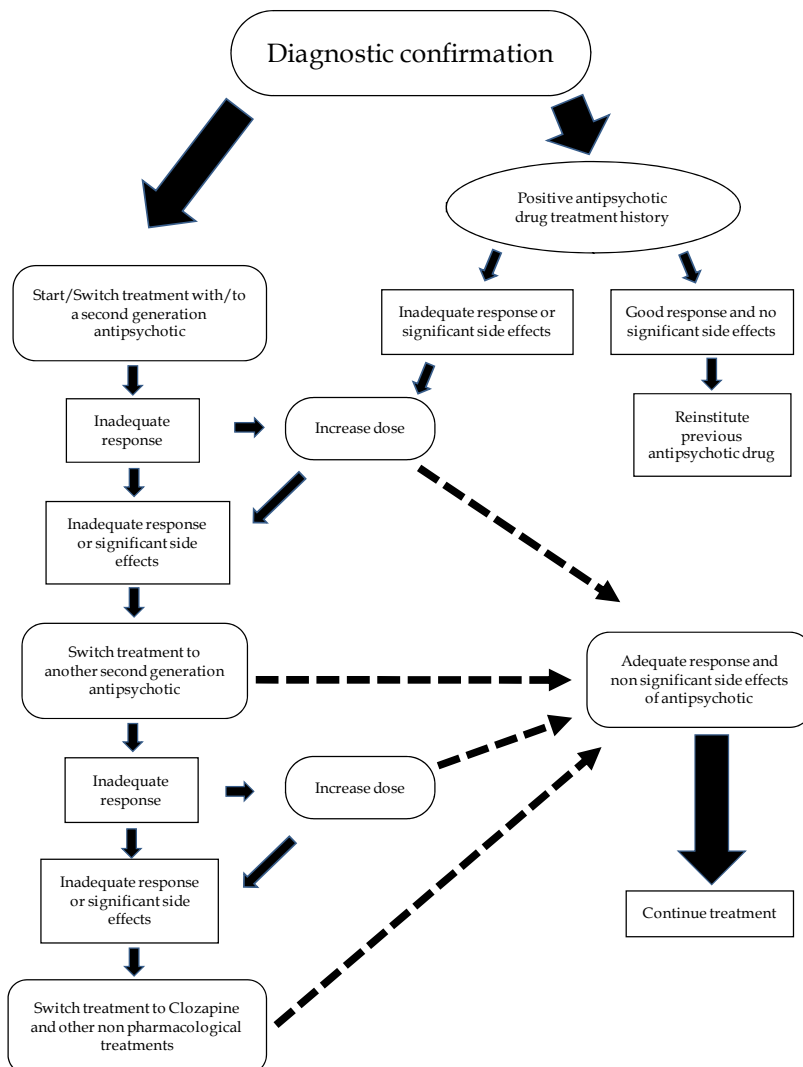 Diagnostic confirmation
Positive antipsychotic
drug treatment history
Start/Switch treatment with/to
a second generation
antipsychotic
Inadequate response or
significant side effects
Good response and no
significant side effects
Inadequate
response
Increase dose
Reinstitute
previous
antipsychotic drug
Inadequate response
or significant side
effects
Switch treatment to
another second generation
antipsychotic
Adequate response and
non significant side effects
of antipsychotic
Inadequate
response
Increase dose
Inadequate response
or significant side
effects
Continue treatment
Switch treatment to Clozapine
and other non pharmacological
treatments